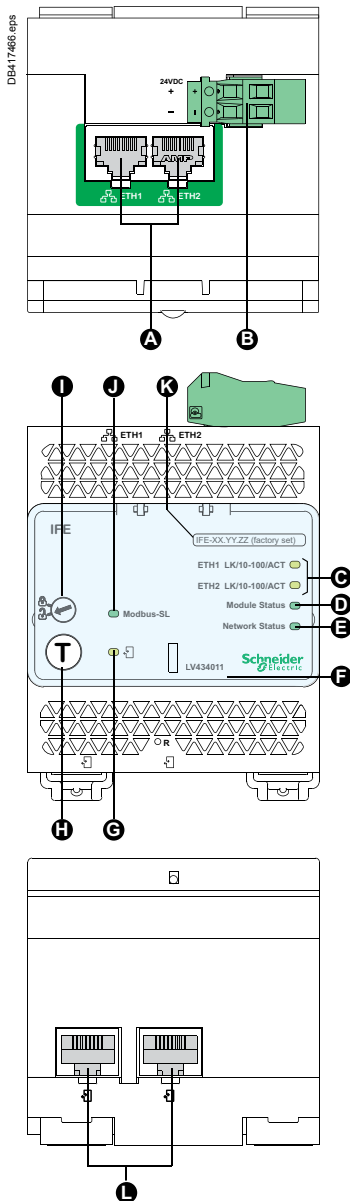 DB417466.eps
24VDC
+ +
– –
AMP
ETH1 ETH2
A B
I J K
ETH1 ETH2
IFE
IFE-XX.YY.ZZ (factory set)
ETH1 LK/10-100/ACT
C
ETH2 LK/10-100/ACT
Modbus-SL
Module Status D
Network Status E
T
Schneider
Electric
LV434011
F
R
H G
L